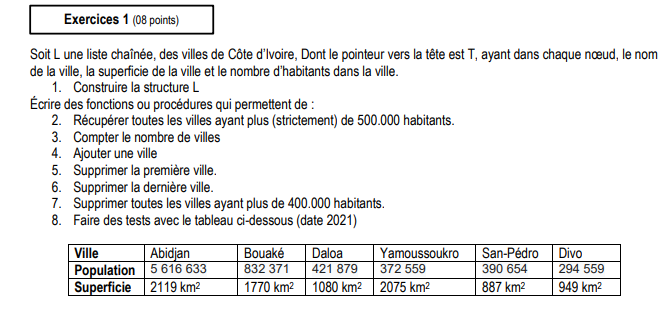 Exercices 1 (08 points)
Soit L une liste chaînée, des villes de Côte d'Ivoire, Dont le pointeur vers la tête est T, ayant dans chaque nœud, le nom
de la ville, la superficie de la ville et le nombre d'habitants dans la ville.
1. Construire la structure L
Écrire des fonctions ou procédures qui permettent de :
2. Récupérer toutes les villes ayant plus (strictement) de 500.000 habitants.
3. Compter le nombre de villes
4. Ajouter une ville
5. Supprimer la première ville.
6. Supprimer la dernière ville.
7. Supprimer toutes les villes ayant plus de 400.000 habitants.
8. Faire des tests avec le tableau ci-dessous (date 2021)
Ville Abidjan Bouaké Daloa Yamoussoukro San-Pédro Divo
Population 5 616 633 832 371 421 879 372 559 390 654 294 559
Superficie 2119 km² 1770 km² 1080 km² 2075 km² 887 km² 949 km²